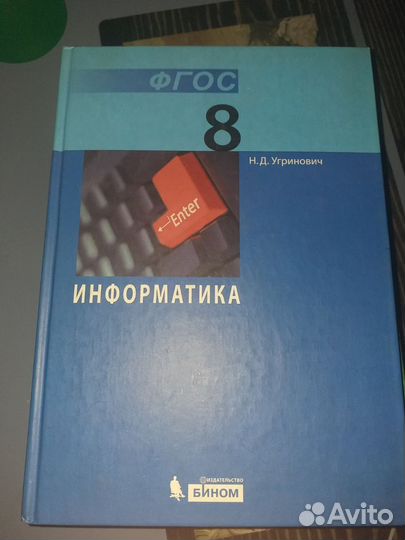 ФГОС
8
Н.Д. Угринович
Enter
ИНФОРМАТИКА
ИЗДАТЕЛЬСТВО
БИНОМ
Avito